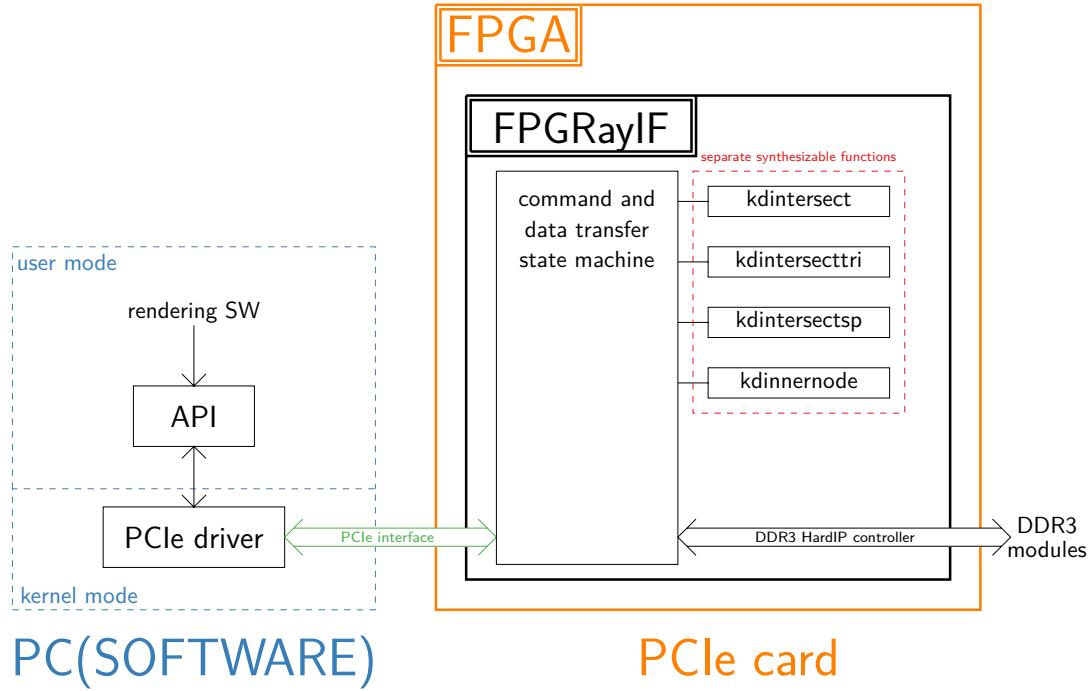 FPGA
FPGRayIF
separate synthesizable functions
command and
data transfer
state machine
kdintersect
kdintersecttri
kdintersectsp
kdinnernode
user mode
rendering SW
API
PCIe driver
kernel mode
PCIe interface
DDR3 HardIP controller
DDR3
modules
PC(SOFTWARE)
PCIe card